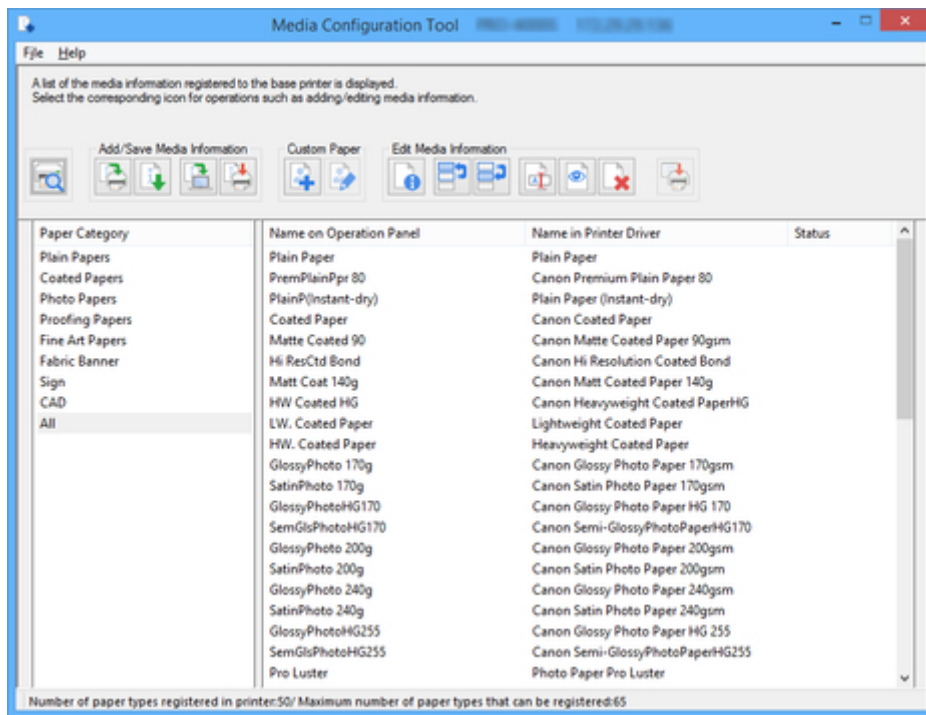 Media Configuration Tool
File Help
A list of the media information registered to the base printer is displayed.
Select the corresponding icon for operations such as adding/editing media information.
Add/Save Media Information Custom Paper Edit Media Information
Paper Category Name on Operation Panel Name in Printer Driver Status
Plain Papers Plain Paper Plain Paper
Coated Papers PremPlainPpr 80 Canon Premium Plain Paper 80
Photo Papers PlainP(Instant-dry) Plain Paper (Instant-dry)
Proofing Papers Coated Paper Canon Coated Paper
Fine Art Papers Matte Coated 90 Canon Matte Coated Paper 90gsm
Fabric Banner Hi ResCtd Bond Canon Hi Resolution Coated Bond
Sign Matt Coat 140g Canon Matt Coated Paper 140g
CAD HW Coated HG Canon Heavyweight Coated PaperHG
All LW. Coated Paper Lightweight Coated Paper
HW. Coated Paper Heavyweight Coated Paper
GlossyPhoto 170g Canon Glossy Photo Paper 170gsm
SatinPhoto 170g Canon Satin Photo Paper 170gsm
GlossyPhotoHG170 Canon Glossy Photo Paper HG 170
SemGlsPhotoHG170 Canon Semi-GlossyPhotoPaperHG170
GlossyPhoto 200g Canon Glossy Photo Paper 200gsm
SatinPhoto 200g Canon Satin Photo Paper 200gsm
GlossyPhoto 240g Canon Glossy Photo Paper 240gsm
SatinPhoto 240g Canon Satin Photo Paper 240gsm
GlossyPhotoHG255 Canon Glossy Photo Paper HG 255
SemGlsPhotoHG255 Canon Semi-GlossyPhotoPaperHG255
Pro Luster Photo Paper Pro Luster
Number of paper types registered in printer:50/ Maximum number of paper types that can be registered:65